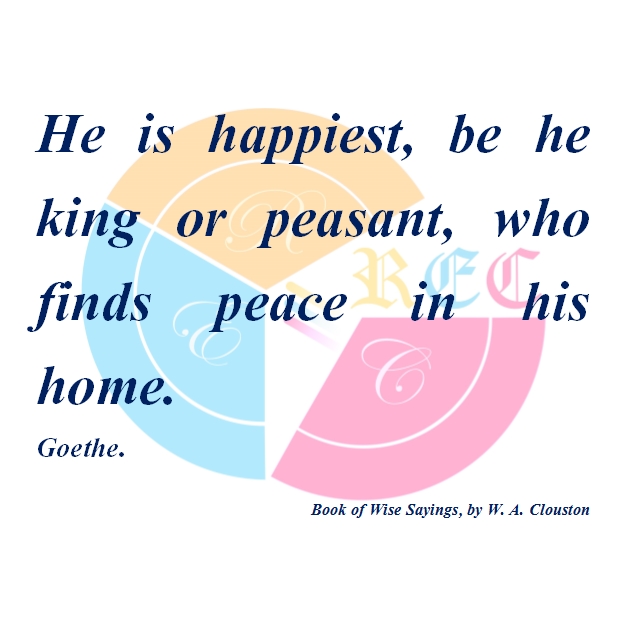 He is happiest, be he
king or peasant, who
finds peace in his
home.
Goethe.
R
E
C
REC
Book of Wise Sayings, by W. A. Clouston